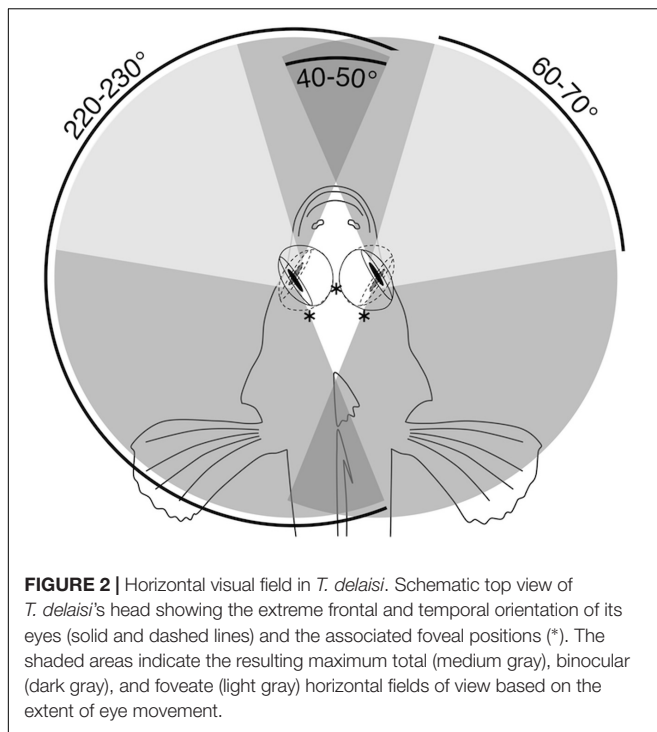 220-230°
40-50°
60-70°
*
*
*
FIGURE 2 | Horizontal visual field in T. delaisi. Schematic top view of
T. delaisi's head showing the extreme frontal and temporal orientation of its
eyes (solid and dashed lines) and the associated foveal positions (*). The
shaded areas indicate the resulting maximum total (medium gray), binocular
(dark gray), and foveate (light gray) horizontal fields of view based on the
extent of eye movement.